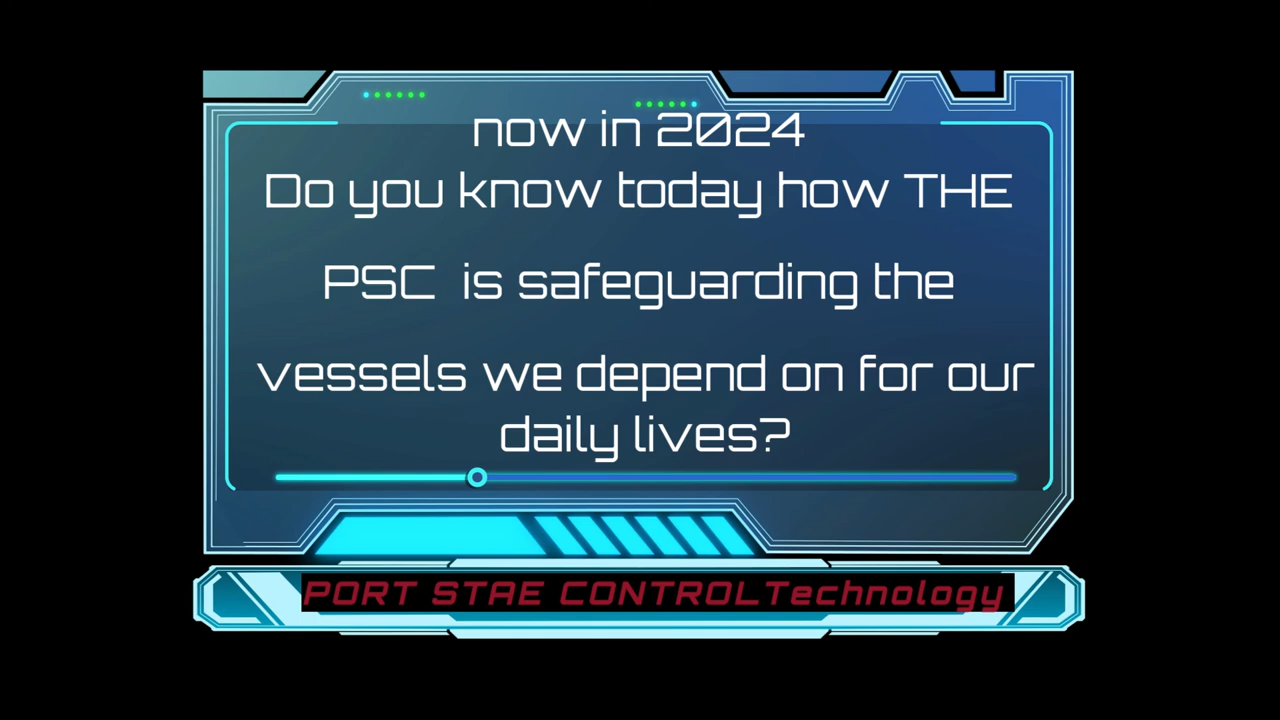 now in 2024
Do you know today how THE
PSC is safeguarding the
vessels we depend on for our
daily lives?
PORT STAE CONTROLTechnology